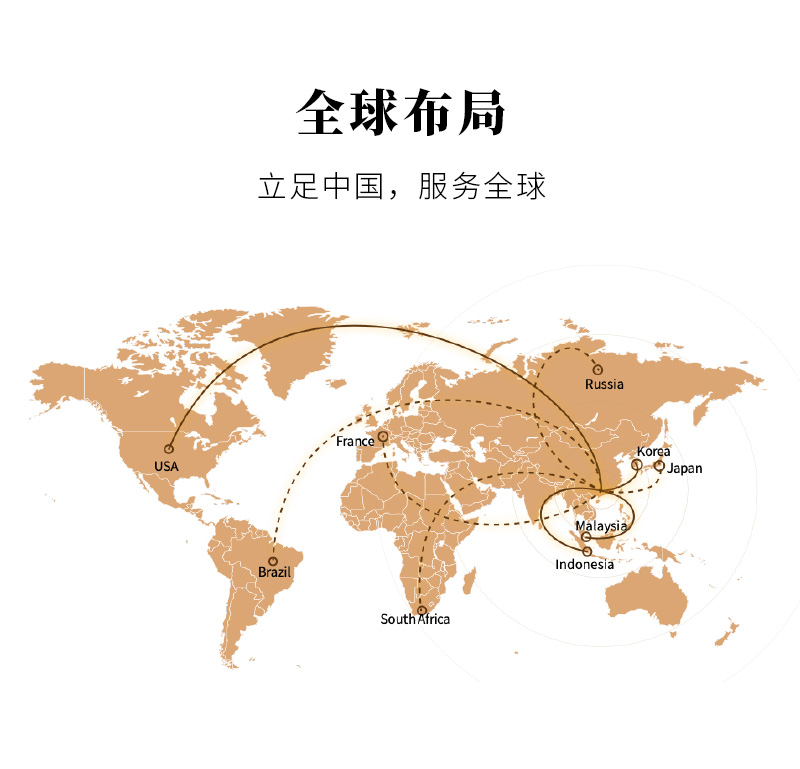 全球布局
立足中国，服务全球
Russia
France
Korea
Japan
USA
Malaysia
Indonesia
Brazil
South Africa